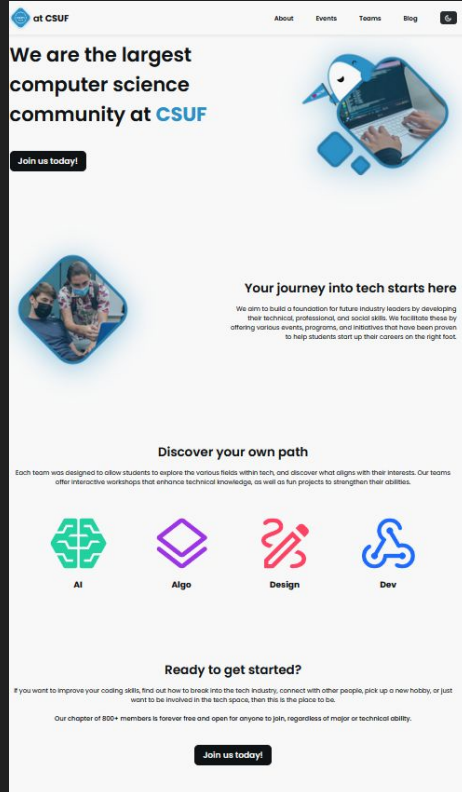 at CSUF
About Events Teams Blog
We are the largest
computer science
community at CSUF
Join us today!
Your journey into tech starts here
We aim to build a foundation for future industry leaders by developing
their technical, professional, and social skills. We facilitate these by
offering various events, programs, and initiatives that have been proven
to help students start up their careers on the right foot.
Discover your own path
Each team was designed to allow students to explore the various fields within tech, and discover what aligns with their interests. Our teams
offer interactive workshops that enhance technical knowledge, as well as fun projects to strengthen their abilities.
AI Algo Design Dev
Ready to get started?
If you want to improve your coding skills, find out how to break into the tech industry, connect with other people, pick up a new hobby, or just
want to be involved in the tech space, then this is the place to be.
Our chapter of 800+ members is forever free and open for anyone to join, regardless of major or technical ability.
Join us today!